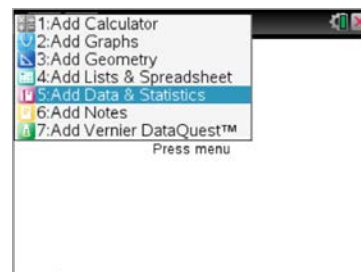 1:Add Calculator
2:Add Graphs
3:Add Geometry
4:Add Lists & Spreadsheet
5:Add Data & Statistics
6:Add Notes
7:Add Vernier DataQuest™
Press menu